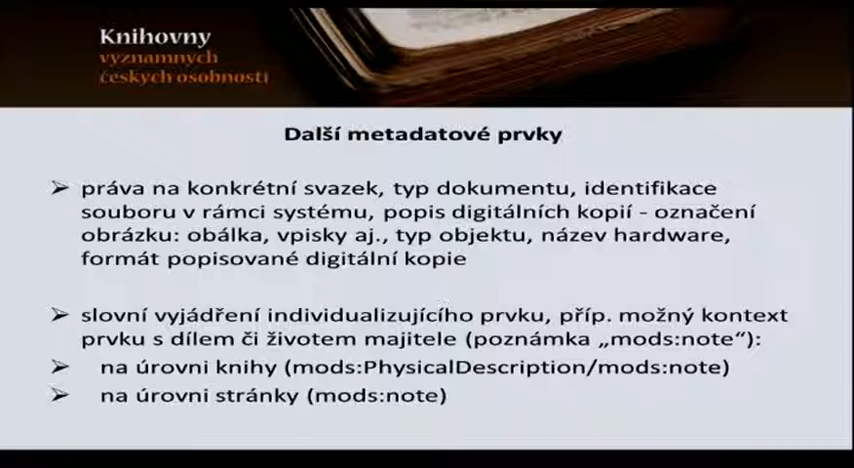 Knihovny
významných
českých osobností
Další metadatové prvky
➢ práva na konkrétní svazek, typ dokumentu, identifikace
souboru v rámci systému, popis digitálních kopií - označení
obrázku: obálka, vpisky aj., typ objektu, název hardware,
formát popisované digitální kopie
➢ slovní vyjádření individualizujícího prvku, příp. možný kontext
prvku s dílem či životem majitele (poznámka „mods:note“):
➢ na úrovni knihy (mods:PhysicalDescription/mods:note)
➢ na úrovni stránky (mods:note)